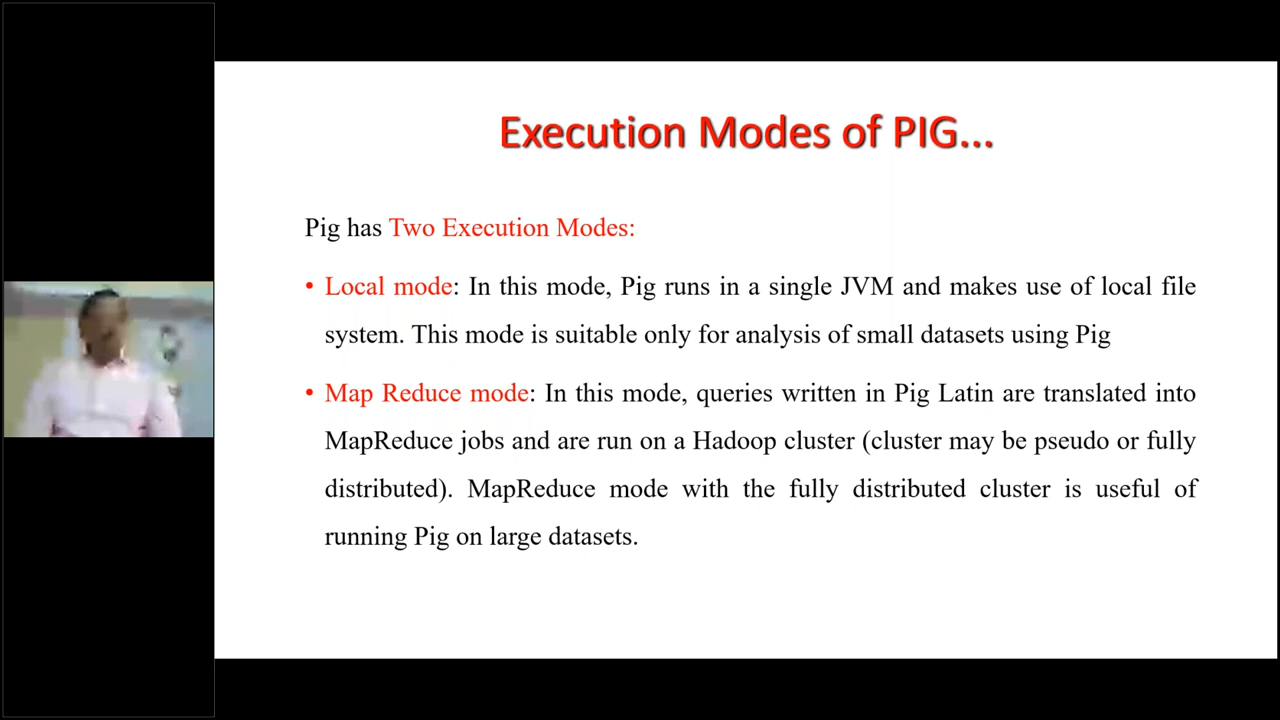 Execution Modes of PIG...
Pig has Two Execution Modes:
• Local mode: In this mode, Pig runs in a single JVM and makes use of local file
system. This mode is suitable only for analysis of small datasets using Pig
• Map Reduce mode: In this mode, queries written in Pig Latin are translated into
MapReduce jobs and are run on a Hadoop cluster (cluster may be pseudo or fully
distributed). MapReduce mode with the fully distributed cluster is useful of
running Pig on large datasets.